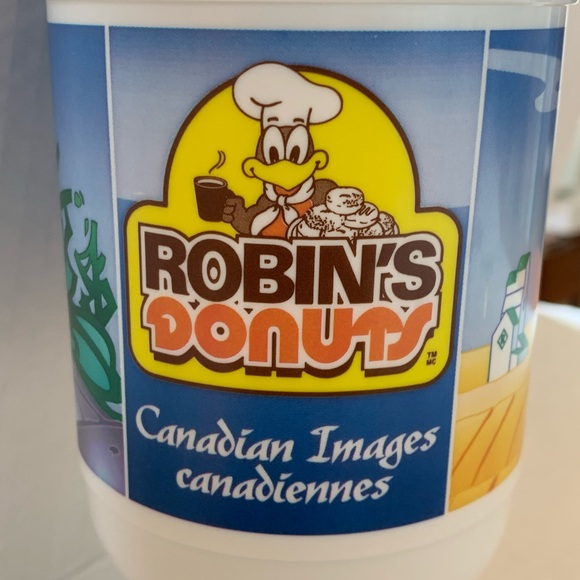 ROBIN'S
DONUTS
TM
MC
Canadian Images
canadiennes